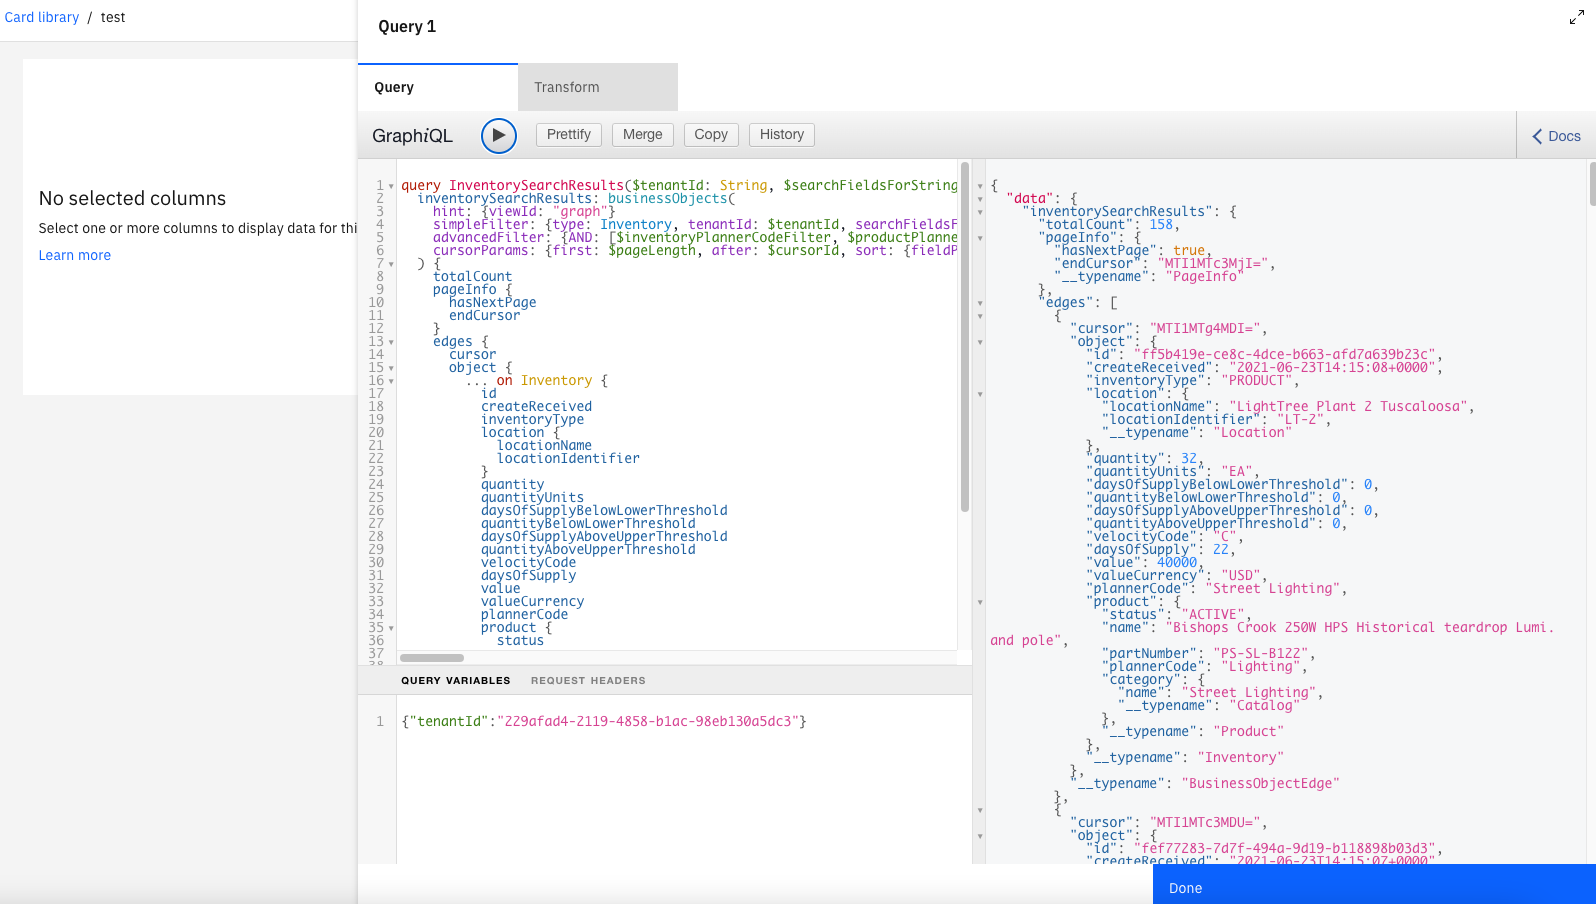 Card library / test
No selected columns
Select one or more columns to display data for thi
Learn more
Query 1
Query
Transform
GraphiQL
Prettify
Merge
Copy
History
Docs
1 query InventorySearchResults($tenantId: String, $searchFieldsForString
2 inventorySearchResults: businessObjects(
3 hint: {viewId: "graph"}
4 simpleFilter: {type: Inventory, tenantId: $tenantId, searchFieldsF
5 advancedFilter: {AND: [$inventoryPlannerCodeFilter, $productPlanne
6 cursorParams: {first: $pageLength, after: $cursorId, sort: {fieldP
7 ) {
8 totalCount
9 pageInfo {
10 hasNextPage
11 endCursor
12 }
13 edges {
14 cursor
15 object {
16 ... on Inventory {
17 id
18 createReceived
19 inventoryType
20 location {
21 locationName
22 locationIdentifier
23 }
24 quantity
25 quantityUnits
26 daysOfSupplyBelowLowerThreshold
27 quantityBelowLowerThreshold
28 daysOfSupplyAboveUpperThreshold
29 quantityAboveUpperThreshold
30 velocityCode
31 daysOfSupply
32 value
33 valueCurrency
34 plannerCode
35 product {
36 status
37
38
QUERY VARIABLES
REQUEST HEADERS
1 {"tenantId":"229afad4-2119-4858-b1ac-98eb130a5dc3"}
{
"data": {
"inventorySearchResults": {
"totalCount": 158,
"pageInfo": {
"hasNextPage": true,
"endCursor": "MTI1MTc3MjI=",
"__typename": "PageInfo"
},
"edges": [
{
"cursor": "MTI1MTg4MDI=",
"object": {
"id": "ff5b419e-ce8c-4dce-b663-afd7a639b23c",
"createReceived": "2021-06-23T14:15:08+0000",
"inventoryType": "PRODUCT",
"location": {
"locationName": "LightTree Plant 2 Tuscaloosa",
"locationIdentifier": "LT-2",
"__typename": "Location"
},
"quantity": 32,
"quantityUnits": "EA",
"daysOfSupplyBelowLowerThreshold": 0,
"quantityBelowLowerThreshold": 0,
"daysOfSupplyAboveUpperThreshold": 0,
"quantityAboveUpperThreshold": 0,
"velocityCode": "C",
"daysOfSupply": 22,
"value": 40000,
"valueCurrency": "USD",
"plannerCode": "Street Lighting",
"product": {
"status": "ACTIVE",
"name": "Bishops Crook 250W HPS Historical teardrop Lumi.
and pole",
"partNumber": "PS-SL-B122",
"plannerCode": "Lighting",
"category": {
"name": "Street Lighting",
"__typename": "Catalog"
},
"__typename": "Product"
},
"__typename": "Inventory"
},
"__typename": "BusinessObjectEdge"
},
{
"cursor": "MTI1MTc3MDU=",
"object": {
"id": "fef77283-7d7f-494a-9d19-b118898b03d3",
"createReceived": "2021-06-23T14:15:07+0000"
Done